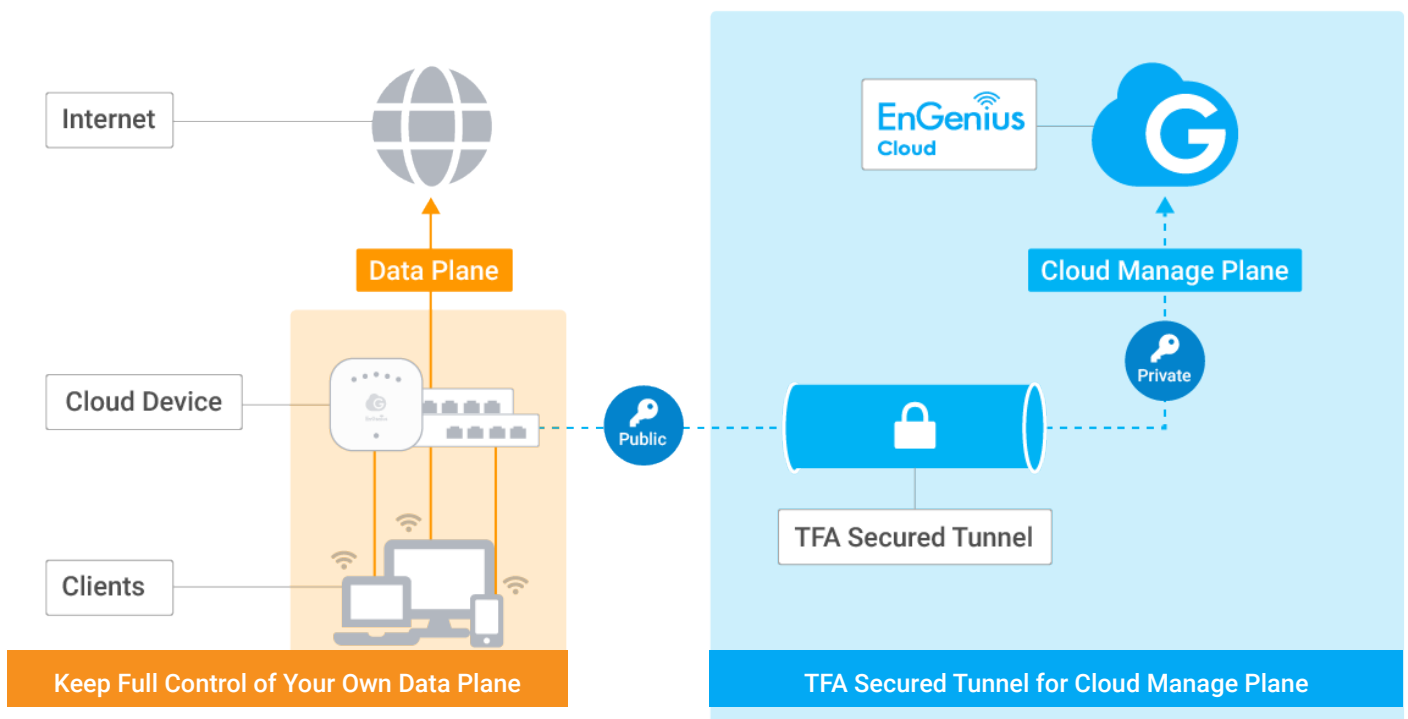 Internet
EnGenius
Cloud
Data Plane
Cloud Manage Plane
Private
Cloud Device
EnGenius
Public
TFA Secured Tunnel
Clients
Keep Full Control of Your Own Data Plane
TFA Secured Tunnel for Cloud Manage Plane